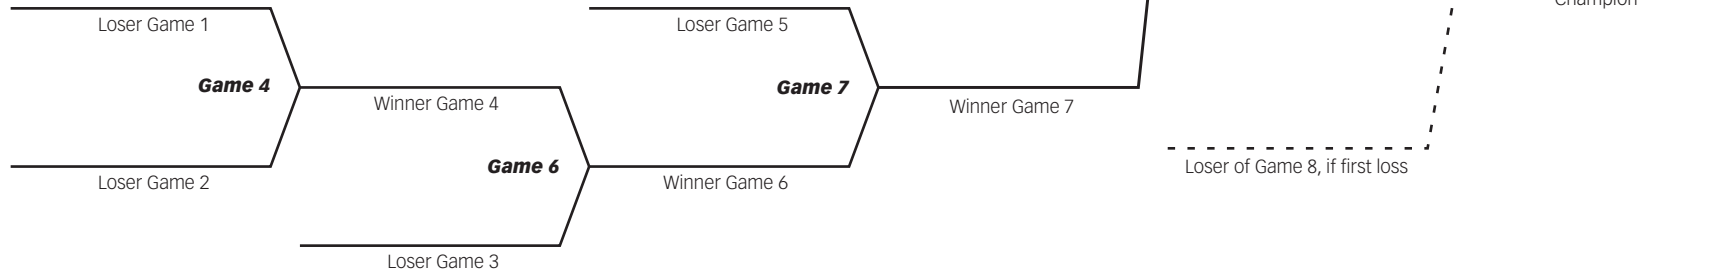 Champion
Loser Game 1
Loser Game 5
Game 4
Game 7
Winner Game 4
Winner Game 7
Game 6
Loser of Game 8, if first loss
Loser Game 2
Winner Game 6
Loser Game 3